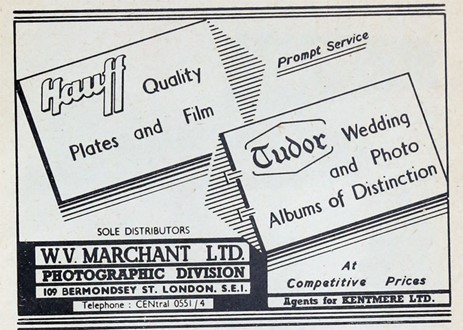 Prompt Service
Hauff Quality
Plates and Film
Tudor Wedding
and Photo
Albums of Distinction
SOLE DISTRIBUTORS
W.V. MARCHANT LTD.
PHOTOGRAPHIC DIVISION
109 BERMONDSEY ST. LONDON. S.E.1.
Telephone : CENtral 0551/4
At
Competitive Prices
Agents for KENTMERE LTD.